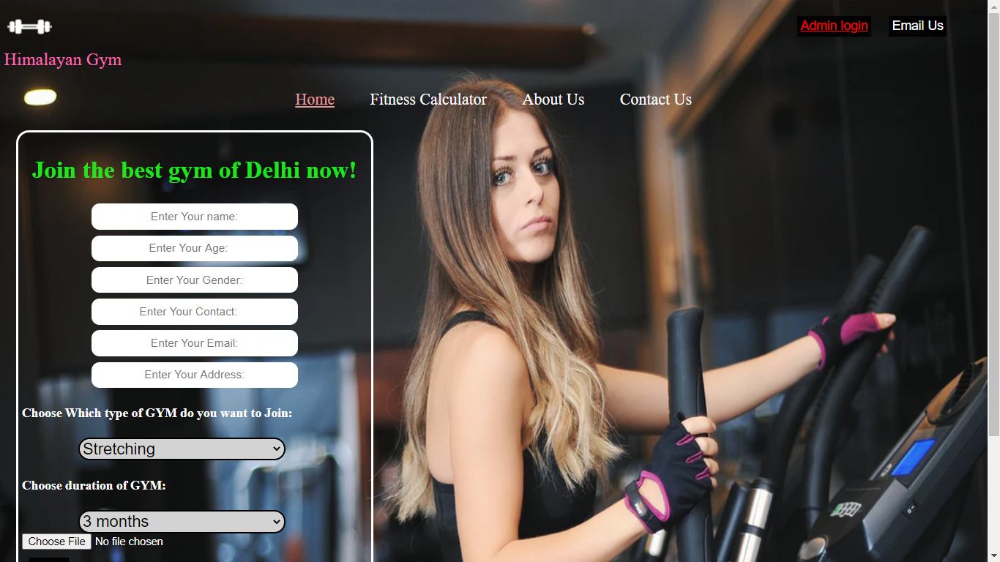 Admin login Email Us
Himalayan Gym
Home Fitness Calculator About Us Contact Us
Join the best gym of Delhi now!
Enter Your name:
Enter Your Age:
Enter Your Gender:
Enter Your Contact:
Enter Your Email:
Enter Your Address:
Choose Which type of GYM do you want to Join:
Stretching
Choose duration of GYM:
3 months
Choose File No file chosen